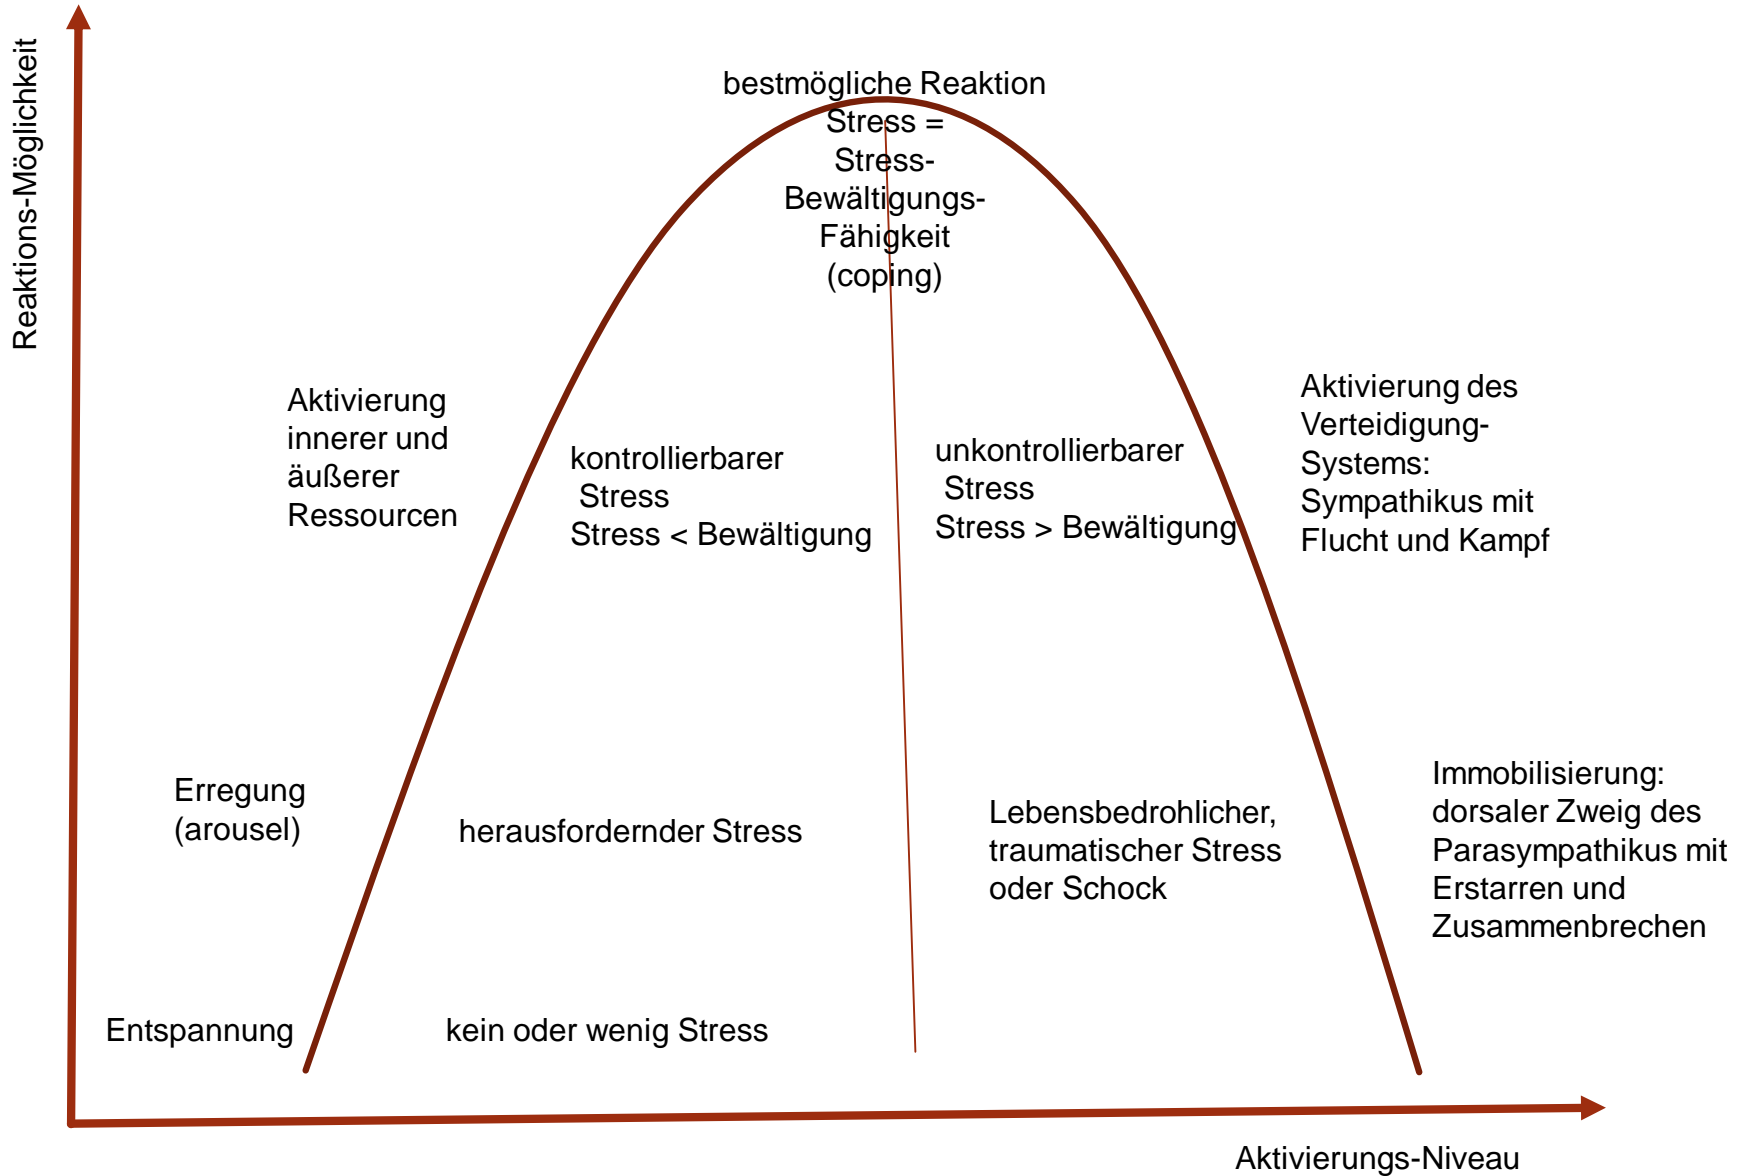 Reaktions-Möglichkeit
bestmögliche Reaktion
Stress =
Stress-
Bewältigungs-
Fähigkeit
(coping)
Aktivierung
innerer und
äußerer
Ressourcen
kontrollierbarer
Stress
Stress < Bewältigung
unkontrollierbarer
Stress
Stress > Bewältigung
Aktivierung des
Verteidigung-
Systems:
Sympathikus mit
Flucht und Kampf
Erregung
(arousel)
herausfordernder Stress
Lebensbedrohlicher,
traumatischer Stress
oder Schock
Immobilisierung:
dorsaler Zweig des
Parasympathikus mit
Erstarren und
Zusammenbrechen
Entspannung
kein oder wenig Stress
Aktivierungs-Niveau